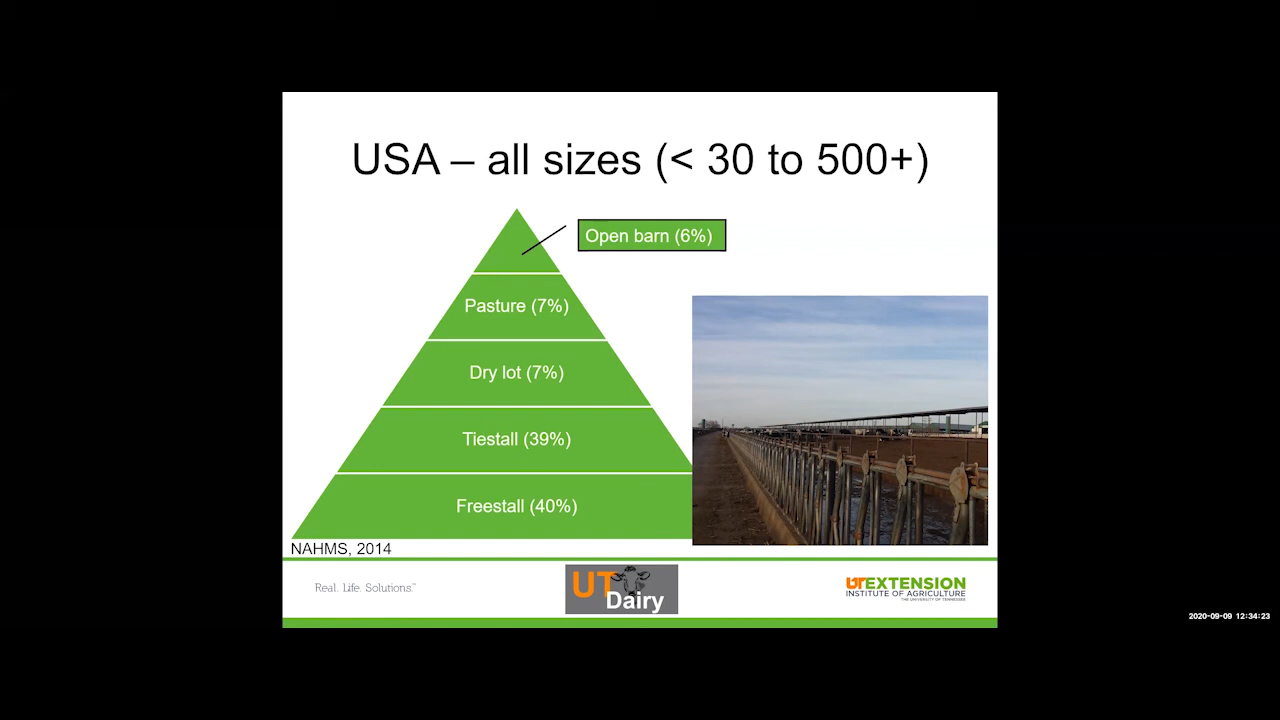 USA – all sizes (< 30 to 500+)
Open barn (6%)
Pasture (7%)
Dry lot (7%)
Tiestall (39%)
Freestall (40%)
NAHMS, 2014
Real. Life. Solutions.™
UT
Dairy
UTEXTENSION
INSTITUTE OF AGRICULTURE
THE UNIVERSITY OF TENNESSEE
2020-09-09 12:34:23